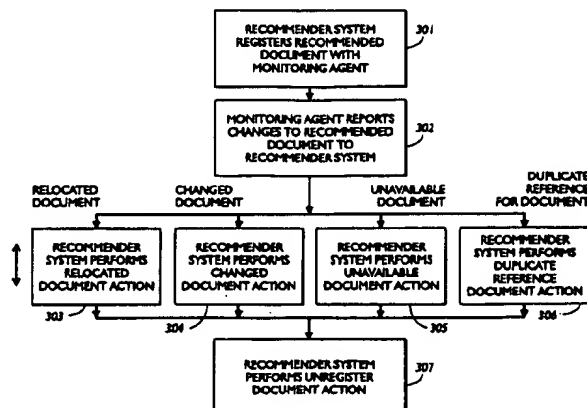 RECOMMENDER SYSTEM
REGISTERS RECOMMENDED
DOCUMENT WITH
MONITORING AGENT
301
MONITORING AGENT REPORTS
CHANGES TO RECOMMENDED
DOCUMENT TO
RECOMMENDER SYSTEM
302
RELOCATED
DOCUMENT
CHANGED
DOCUMENT
UNAVAILABLE
DOCUMENT
DUPLICATE
REFERENCE
FOR DOCUMENT
RECOMMENDER
SYSTEM PERFORMS
RELOCATED
DOCUMENT ACTION
303
RECOMMENDER
SYSTEM PERFORMS
CHANGED
DOCUMENT ACTION
304
RECOMMENDER
SYSTEM PERFORMS
UNAVAILABLE
DOCUMENT ACTION
305
RECOMMENDER
SYSTEM PERFORMS
DUPLICATE
REFERENCE
DOCUMENT ACTION
306
RECOMMENDER SYSTEM
PERFORMS UNREGISTER
DOCUMENT ACTION
307